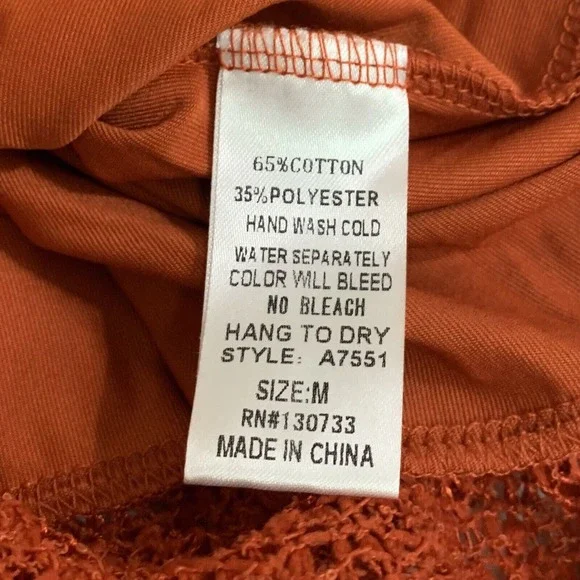 65%COTTON
35%POLYESTER
HAND WASH COLD
WATER SEPARATELY
COLOR WILL BLEED
NO BLEACH
HANG TO DRY
STYLE: A7551
SIZE:M
RN#130733
MADE IN CHINA